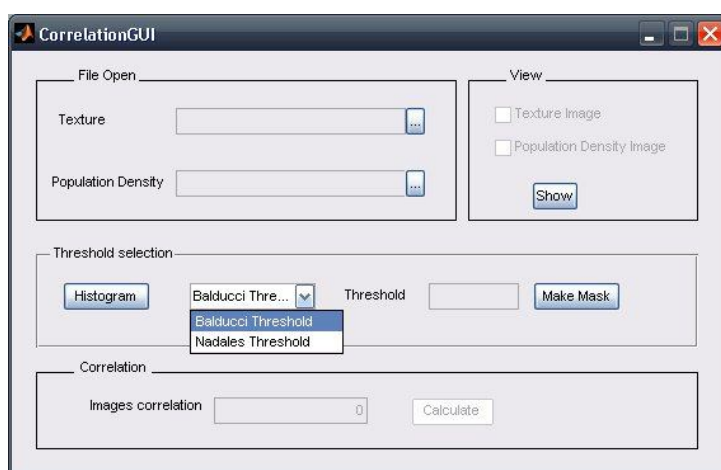 CorrelationGUI
File Open
View
Texture
...
Texture Image
Population Density Image
Population Density
...
Show
Threshold selection
Histogram
Balducci Thre...
Threshold
Make Mask
Balducci Threshold
Nadales Threshold
Correlation
Images correlation
0
Calculate